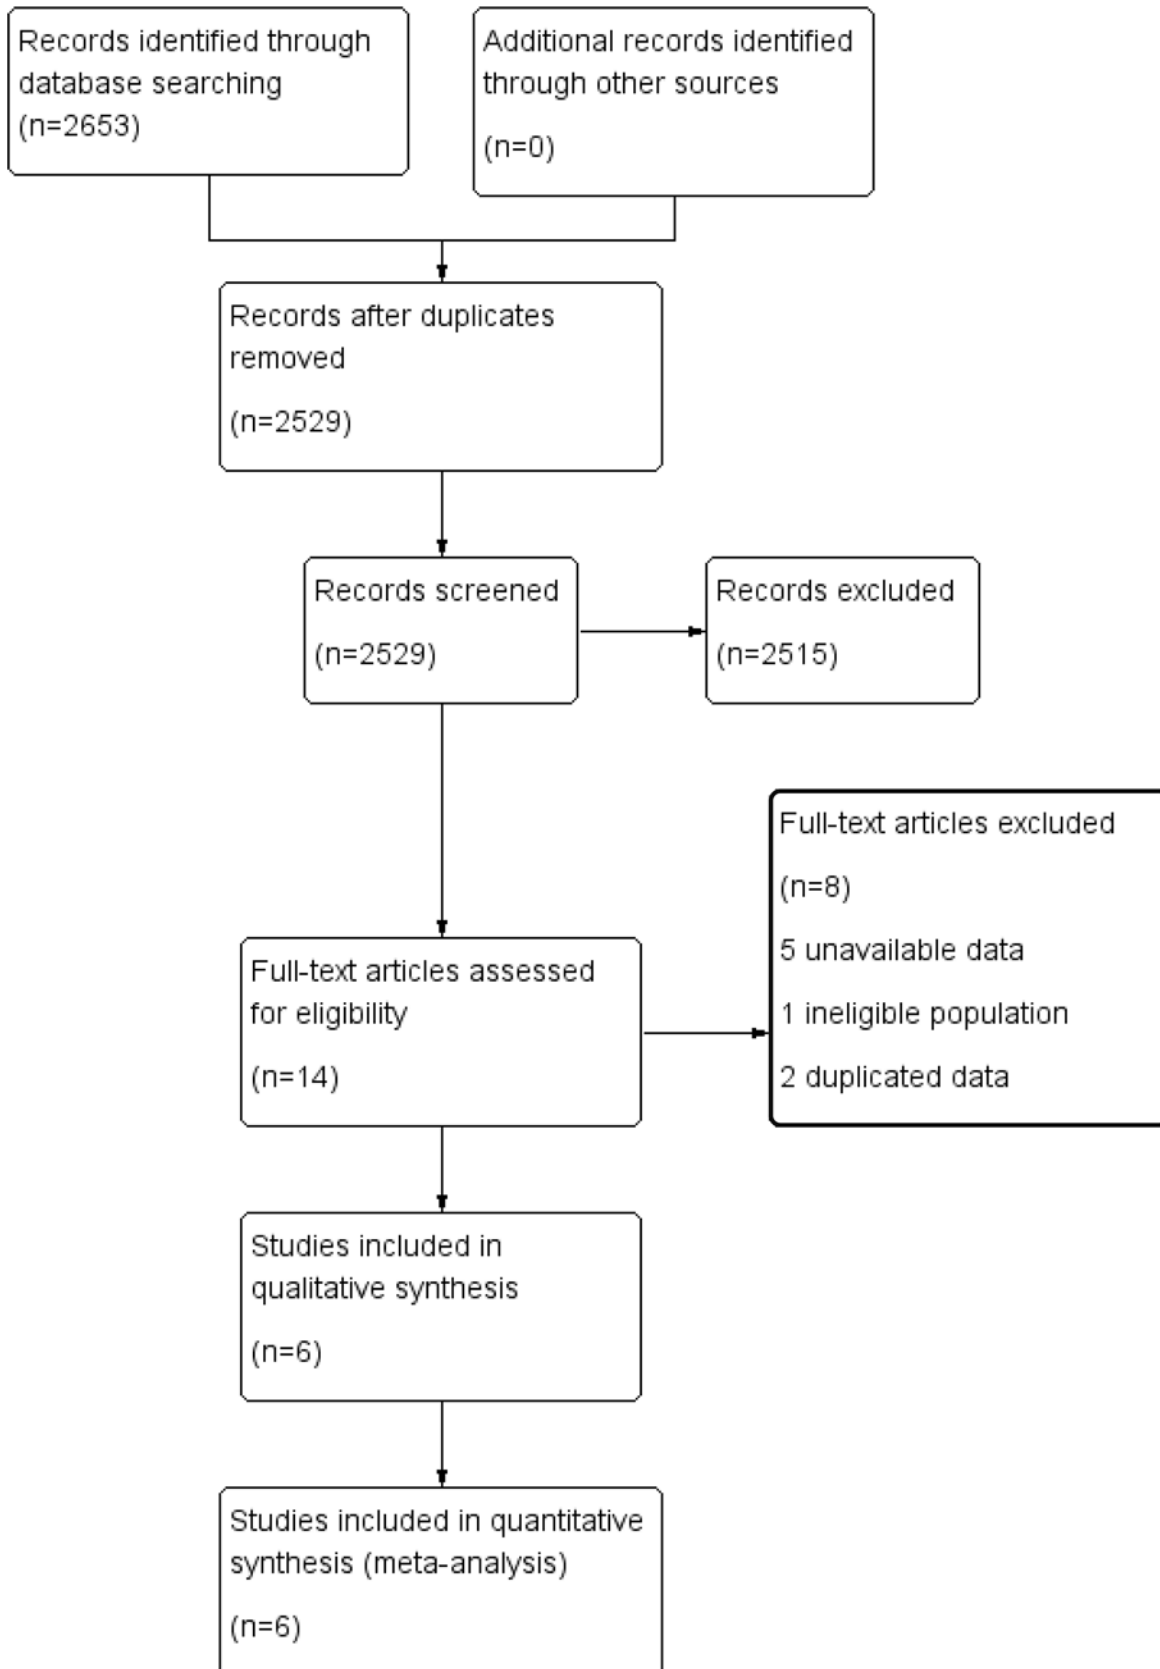 Records identified through
database searching
(n=2653)
Additional records identified
through other sources
(n=0)
Records after duplicates
removed
(n=2529)
Records screened
(n=2529)
Records excluded
(n=2515)
Full-text articles excluded
(n=8)
5 unavailable data
1 ineligible population
2 duplicated data
Full-text articles assessed
for eligibility
(n=14)
Studies included in
qualitative synthesis
(n=6)
Studies included in quantitative
synthesis (meta-analysis)
(n=6)